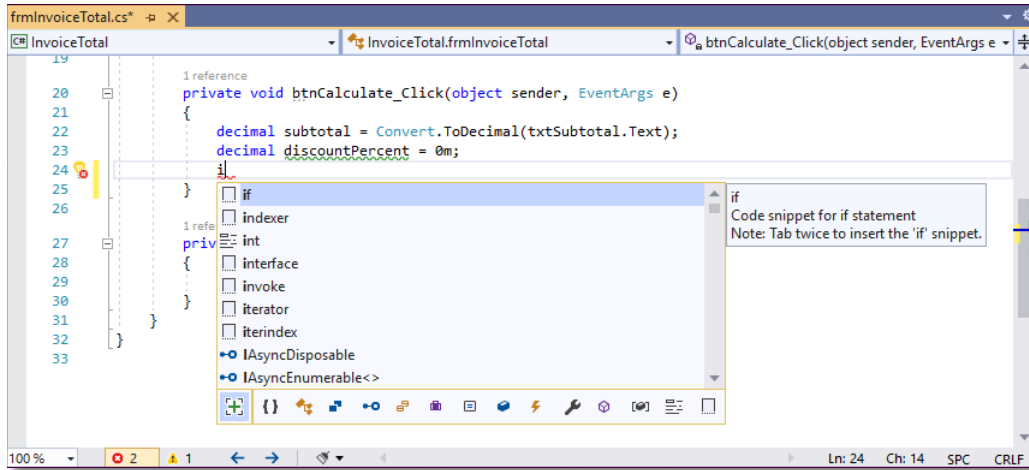 frmInvoiceTotal.cs*
C# InvoiceTotal InvoiceTotal.frmInvoiceTotal btnCalculate_Click(object sender, EventArgs e
19
1 reference
20 private void btnCalculate_Click(object sender, EventArgs e)
21 {
22 decimal subtotal = Convert.ToDecimal(txtSubtotal.Text);
23 decimal discountPercent = 0m;
24 i
25 }
26
1 refe
27 priv
28 {
29
30 }
31 }
32 }
33
if
indexer
int
interface
invoke
iterator
iterindex
IAsyncDisposable
IAsyncEnumerable<>
if
Code snippet for if statement
Note: Tab twice to insert the 'if' snippet.
100 % 2 1 Ln: 24 Ch: 14 SPC CRLF